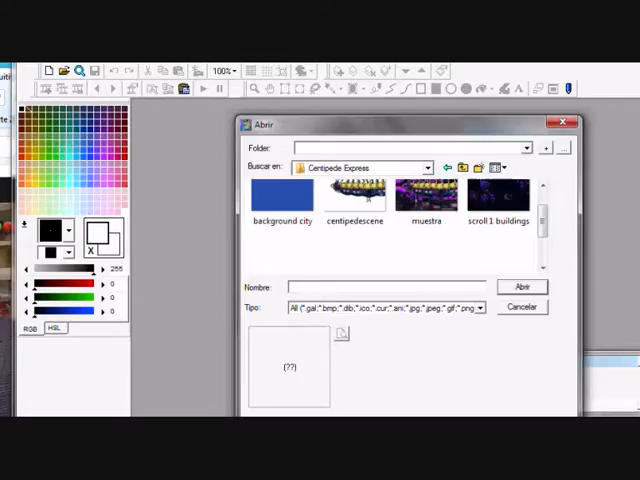 100%
Abrir
Folder:
...
Buscar en:
Centipede Express
background city
centipedescene
muestra
scroll 1 buildings
Nombre:
Abrir
Tipo:
All (*.gal;*.bmp;*.dib;*.ico;*.cur;*.ani;*.jpg;*.jpeg;*.gif;*.png
Cancelar
(??)
X
255
0
0
0
RGB
HSL